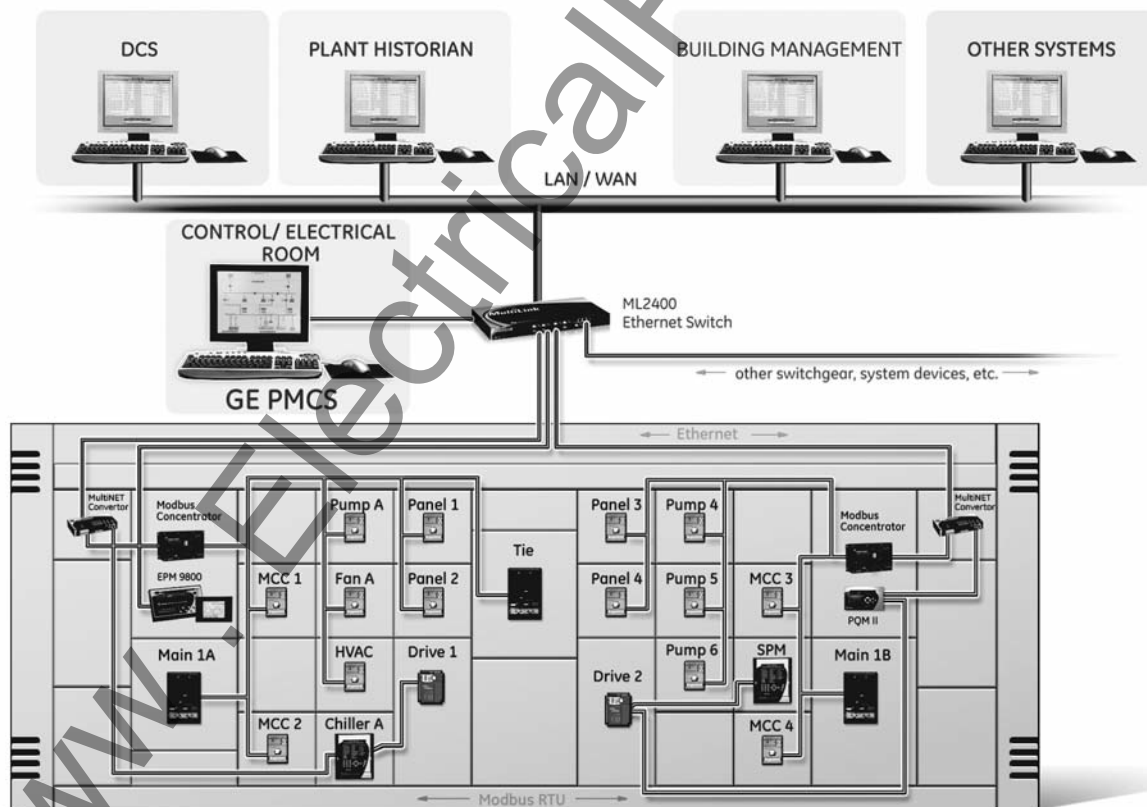 DCS
PLANT HISTORIAN
BUILDING MANAGEMENT
OTHER SYSTEMS
LAN / WAN
CONTROL/ ELECTRICAL
ROOM
GE PMCS
MultiLink
ML2400
Ethernet Switch
other switchgear, system devices, etc.
Ethernet
MultiNET
Convertor
Modbus
Concentrator
EPM 9800
Main 1A
MCC 1
MCC 2
Pump A
Fan A
HVAC
Chiller A
Panel 1
Panel 2
Drive 1
Tie
Panel 3
Panel 4
Drive 2
Pump 4
Pump 5
Pump 6
MCC 3
SPM
MCC 4
Modbus
Concentrator
PQM II
Main 1B
MultiNET
Convertor
Modbus RTU
www.ElectricalP